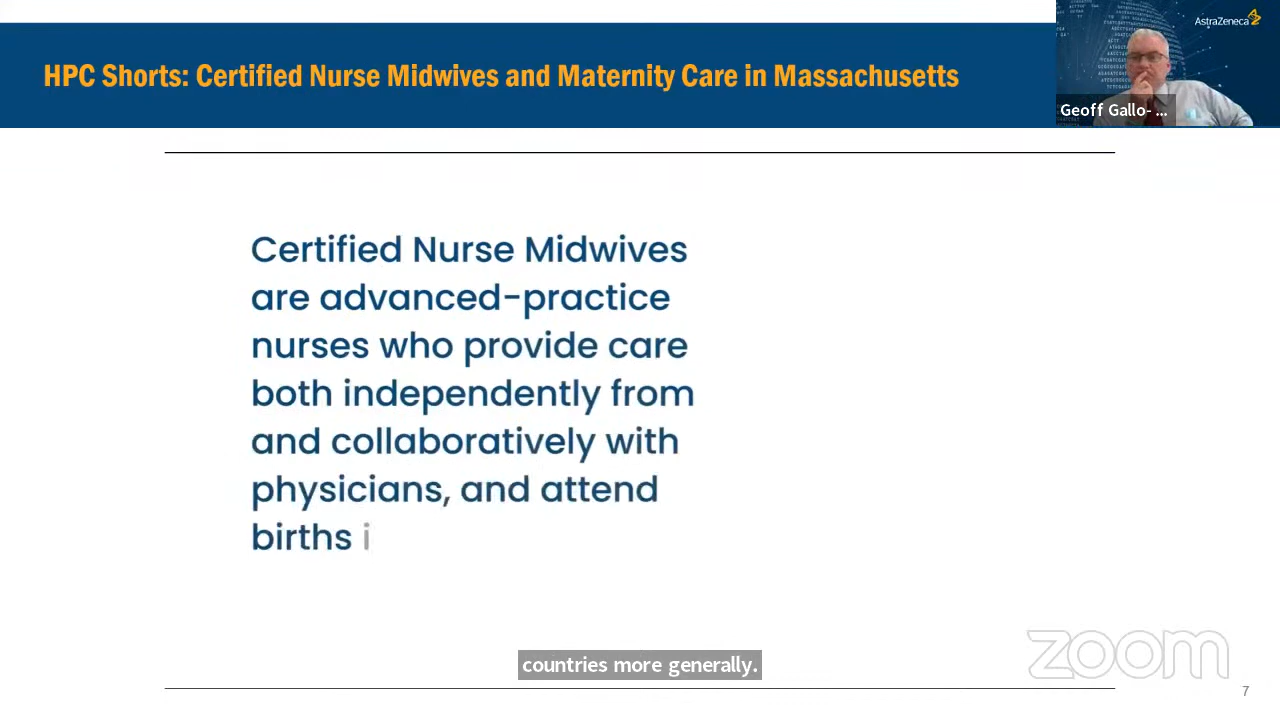 AstraZeneca
HPC Shorts: Certified Nurse Midwives and Maternity Care in Massachusetts
Geoff Gallo- ...
Certified Nurse Midwives
are advanced-practice
nurses who provide care
both independently from
and collaboratively with
physicians, and attend
births i
countries more generally.
zoom
7